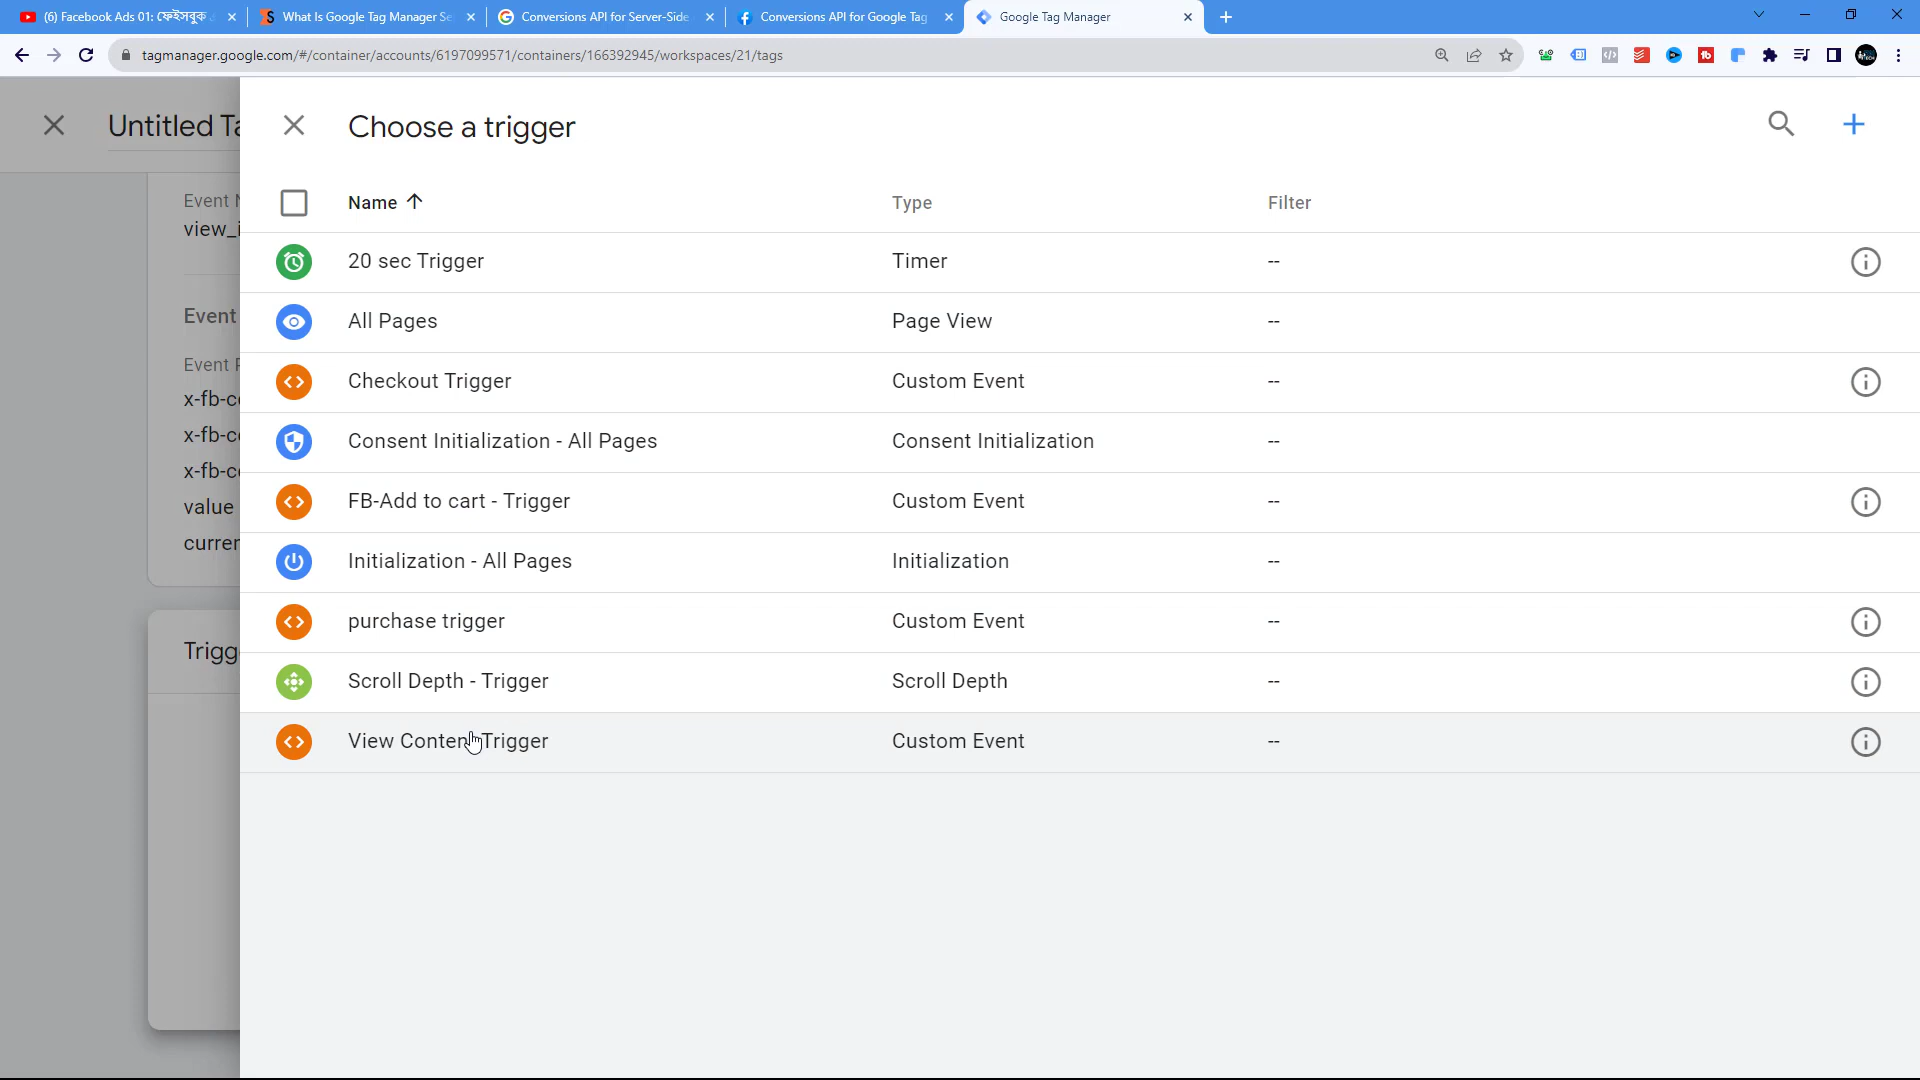 (6) Facebook Ads 01: ফেইসবুক
What Is Google Tag Manager Se
Conversions API for Server-Side
Conversions API for Google Tag
Google Tag Manager
tagmanager.google.com/#/container/accounts/6197099571/containers/166392945/workspaces/21/tags
Untitled Ta
Choose a trigger
Name
Type
Filter
Event N
view_i
20 sec Trigger
Timer
--
Event
All Pages
Page View
--
Event P
x-fb-c
Checkout Trigger
Custom Event
--
x-fb-c
Consent Initialization - All Pages
Consent Initialization
--
x-fb-c
value
FB-Add to cart - Trigger
Custom Event
--
curren
Initialization - All Pages
Initialization
--
purchase trigger
Custom Event
--
Trigg
Scroll Depth - Trigger
Scroll Depth
--
View Content Trigger
Custom Event
--